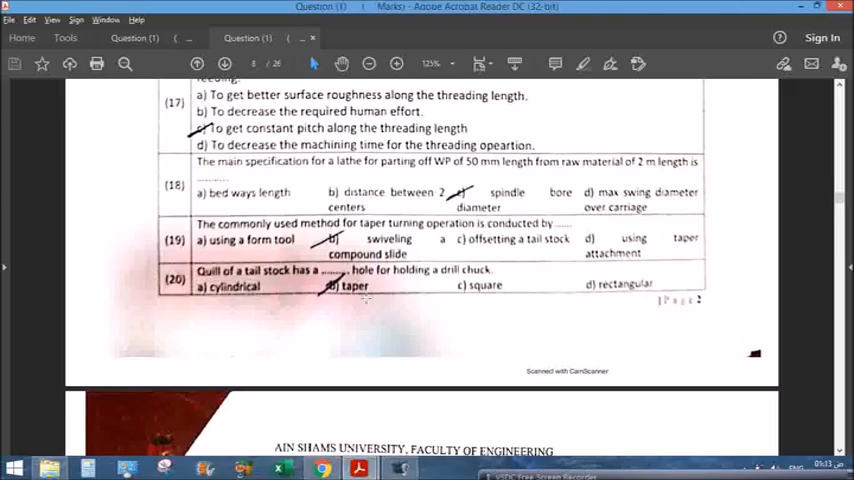 Question (1) ( Marks) - Adobe Acrobat Reader DC (32-bit)
File Edit View Sign Window Help
Home Tools Question (1) ( ... Question (1) ( ... × Sign In
8 / 26 125%
feeding.
(17) a) To get better surface roughness along the threading length.
b) To decrease the required human effort.
c) To get constant pitch along the threading length
d) To decrease the machining time for the threading opeartion.
(18) The main specification for a lathe for parting off WP of 50 mm length from raw material of 2 m length is
............
a) bed ways length b) distance between 2 centers c) spindle bore diameter d) max swing diameter over carriage
(19) The commonly used method for taper turning operation is conducted by ......
a) using a form tool b) swiveling a compound slide c) offsetting a tail stock d) using taper attachment
(20) Quill of a tail stock has a ......... hole for holding a drill chuck.
a) cylindrical b) taper c) square d) rectangular
| P a g e 2
Scanned with CamScanner
AIN SHAMS UNIVERSITY, FACULTY OF ENGINEERING
VSDC Free Screen Recorder
ENG
01:13 ص